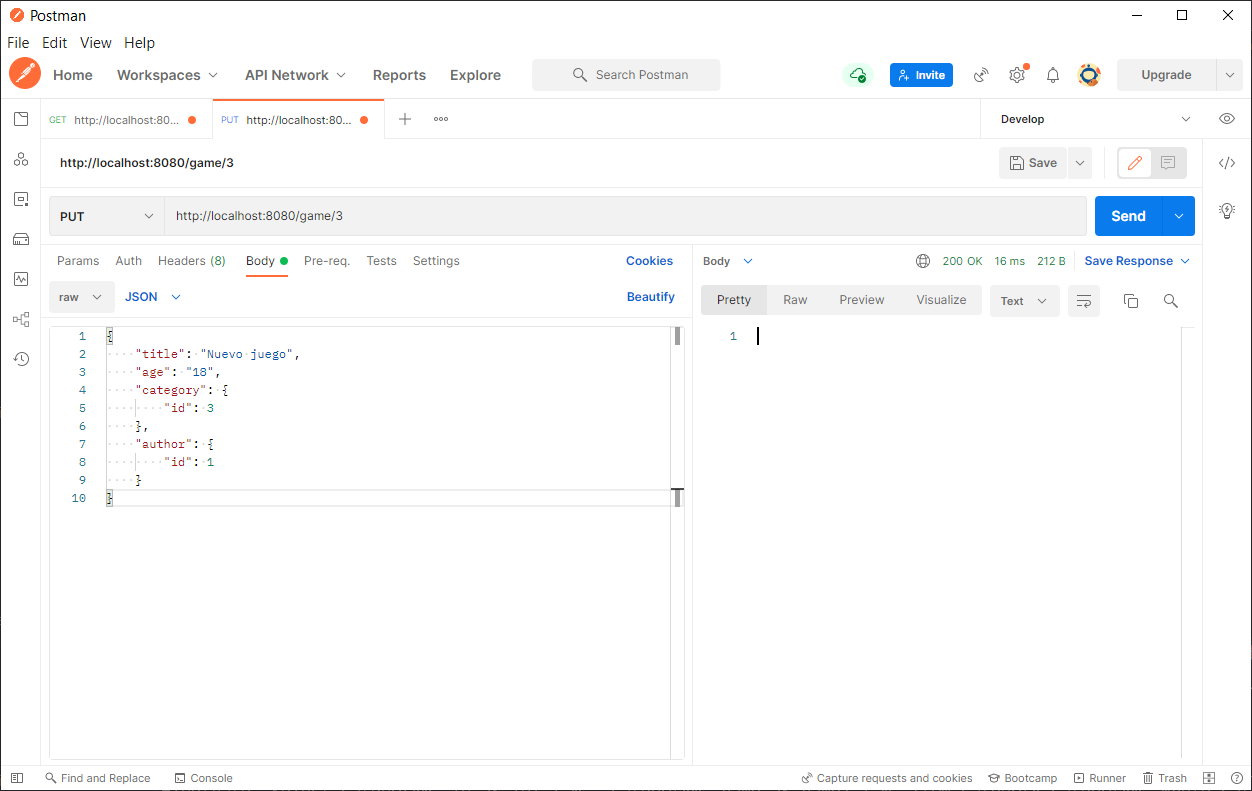 Postman
File Edit View Help
Home Workspaces API Network Reports Explore Search Postman Invite Upgrade
GET http://localhost:80... PUT http://localhost:80... Develop
http://localhost:8080/game/3 Save
PUT http://localhost:8080/game/3 Send
Params Auth Headers (8) Body Pre-req. Tests Settings Cookies
Body 200 OK 16 ms 212 B Save Response
raw JSON Beautify
Pretty Raw Preview Visualize Text
1 {
2 "title": "Nuevo juego",
3 "age": "18",
4 "category": {
5 "id": 3
6 },
7 "author": {
8 "id": 1
9 }
10 }
1
Find and Replace Console Capture requests and cookies Bootcamp Runner Trash